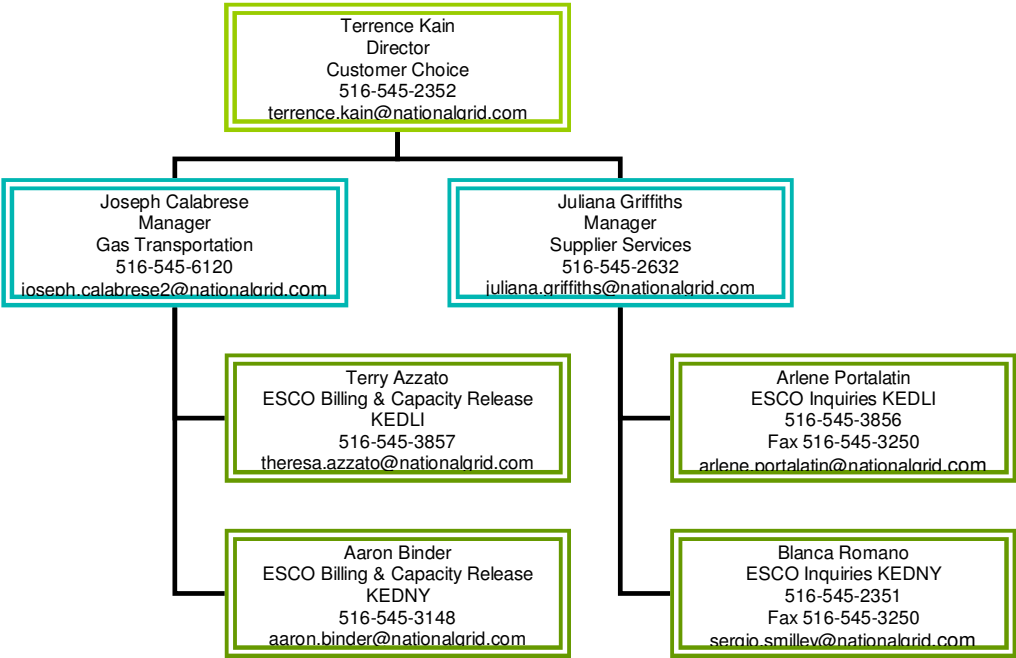 Terrence Kain
Director
Customer Choice
516-545-2352
terrence.kain@nationalgrid.com
Joseph Calabrese
Manager
Gas Transportation
516-545-6120
joseph.calabrese2@nationalgrid.com
Juliana Griffiths
Manager
Supplier Services
516-545-2632
juliana.griffiths@nationalgrid.com
Terry Azzato
ESCO Billing & Capacity Release
KEDLI
516-545-3857
theresa.azzato@nationalgrid.com
Arlene Portalatin
ESCO Inquiries KEDLI
516-545-3856
Fax 516-545-3250
arlene.portalatin@nationalgrid.com
Aaron Binder
ESCO Billing & Capacity Release
KEDNY
516-545-3148
aaron.binder@nationalgrid.com
Blanca Romano
ESCO Inquiries KEDNY
516-545-2351
Fax 516-545-3250
sergio.smilley@nationalgrid.com